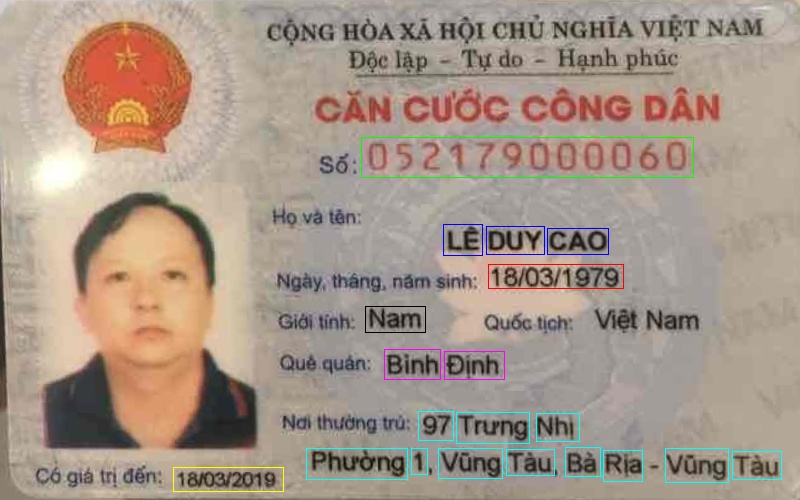 CỘNG HÒA XÃ HỘI CHỦ NGHĨA VIỆT NAM
Độc lập - Tự do - Hạnh phúc
CĂN CƯỚC CÔNG DÂN
Số: 052179000060
Họ và tên:
LÊ DUY CAO
Ngày, tháng, năm sinh: 18/03/1979
Giới tính: Nam Quốc tịch: Việt Nam
Quê quán: Bình Định
Nơi thường trú: 97 Trưng Nhị
Phường 1, Vũng Tàu, Bà Rịa - Vũng Tàu
Có giá trị đến: 18/03/2019